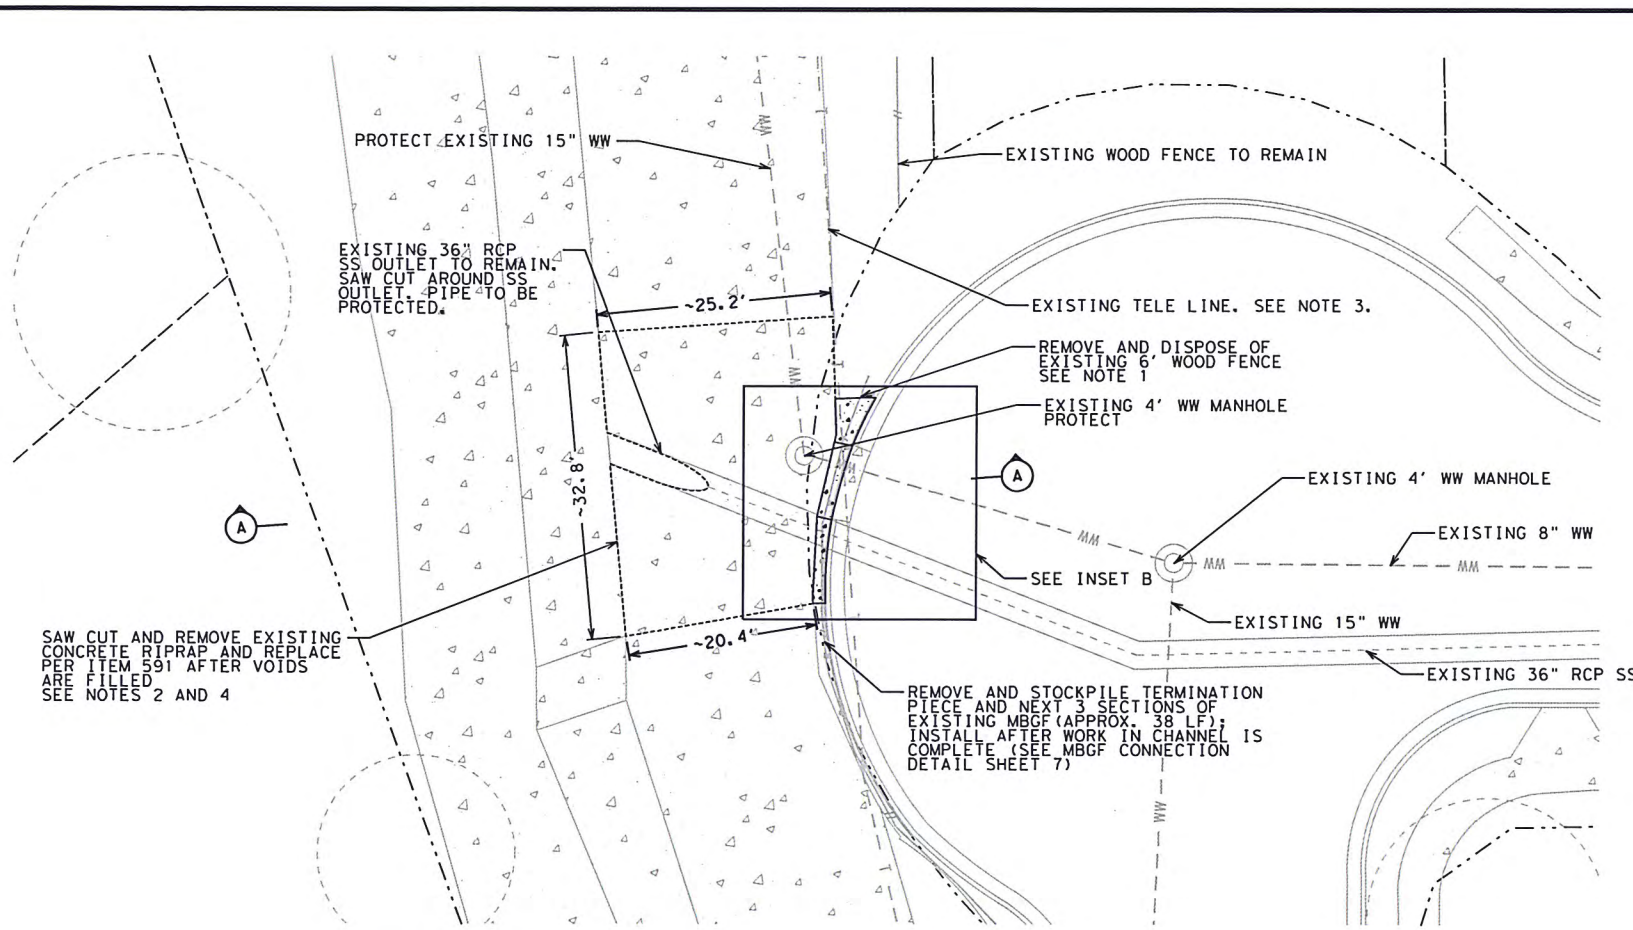 PROTECT EXISTING 15" WW
EXISTING WOOD FENCE TO REMAIN
EXISTING 36" RCP
SS OUTLET TO REMAIN.
SAW CUT AROUND SS
OUTLET. PIPE TO BE
PROTECTED.
~25.2'
EXISTING TELE LINE. SEE NOTE 3.
REMOVE AND DISPOSE OF
EXISTING 6' WOOD FENCE
SEE NOTE 1
EXISTING 4' WW MANHOLE
PROTECT
~32.8'
A
A
EXISTING 4' WW MANHOLE
EXISTING 8" WW
SEE INSET B
EXISTING 15" WW
~20.4'
EXISTING 36" RCP SS
SAW CUT AND REMOVE EXISTING
CONCRETE RIPRAP AND REPLACE
PER ITEM 591 AFTER VOIDS
ARE FILLED
SEE NOTES 2 AND 4
REMOVE AND STOCKPILE TERMINATION
PIECE AND NEXT 3 SECTIONS OF
EXISTING MBGF (APPROX. 38 LF);
INSTALL AFTER WORK IN CHANNEL IS
COMPLETE (SEE MBGF CONNECTION
DETAIL SHEET 7)
WW
WW
WW
WW
WW
WW